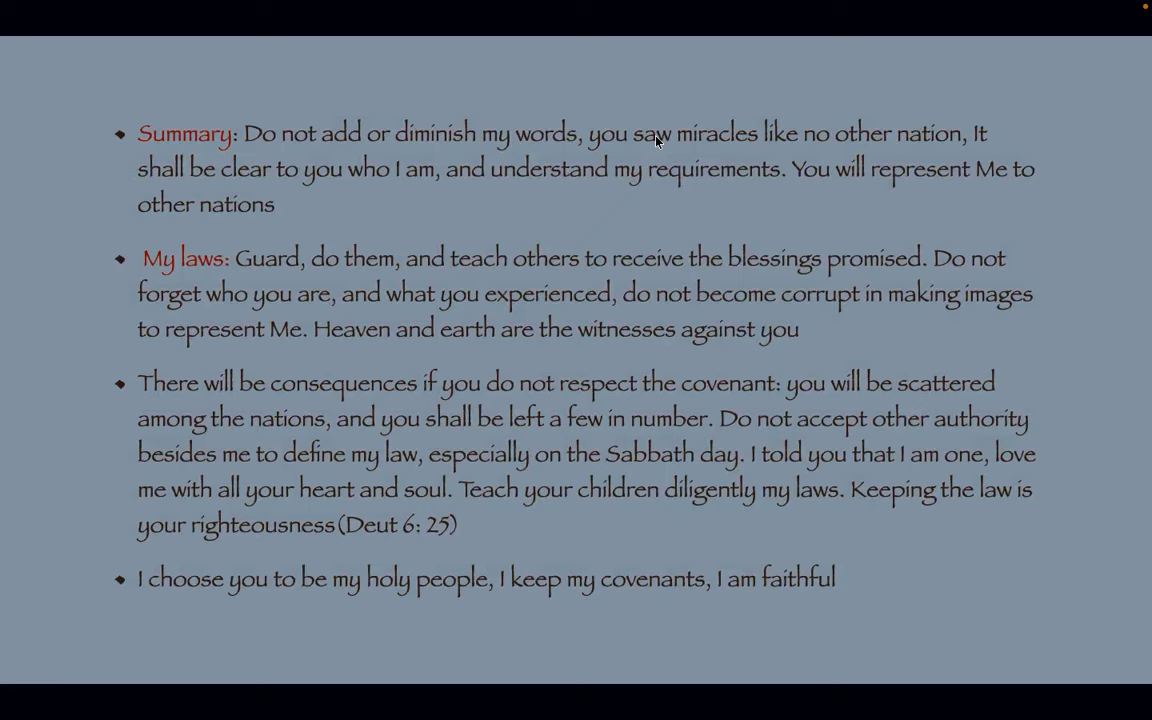 Summary: Do not add or diminish my words, you saw miracles like no other nation, It
shall be clear to you who I am, and understand my requirements. You will represent Me to
other nations
My laws: Guard, do them, and teach others to receive the blessings promised. Do not
forget who you are, and what you experienced, do not become corrupt in making images
to represent Me. Heaven and earth are the witnesses against you
There will be consequences if you do not respect the covenant: you will be scattered
among the nations, and you shall be left a few in number. Do not accept other authority
besides me to define my law, especially on the Sabbath day. I told you that I am one, love
me with all your heart and soul. Teach your children diligently my laws. Keeping the law is
your righteousness(Deut 6: 25)
I choose you to be my holy people, I keep my covenants, I am faithful